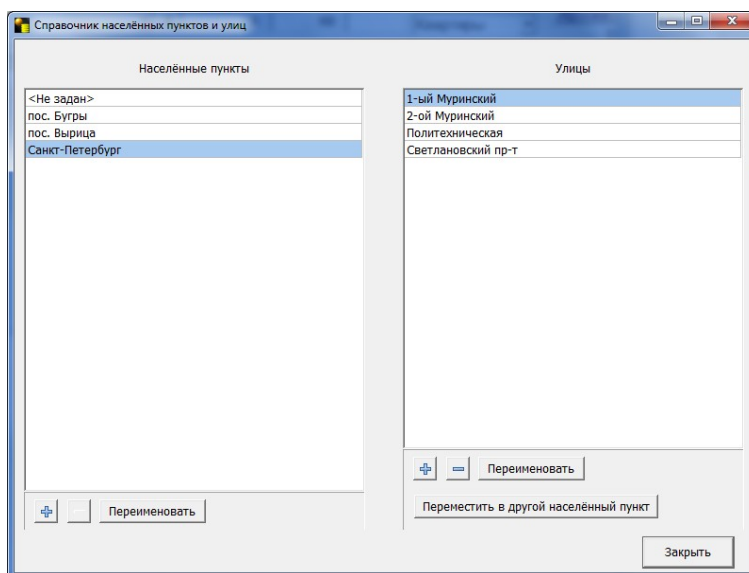 Справочник населённых пунктов и улиц
Населённые пункты
<Не задан>
пос. Бугры
пос. Вырица
Санкт-Петербург
Переименовать
Улицы
1-ый Муринский
2-ой Муринский
Политехническая
Светлановский пр-т
Переименовать
Переместить в другой населённый пункт
Закрыть